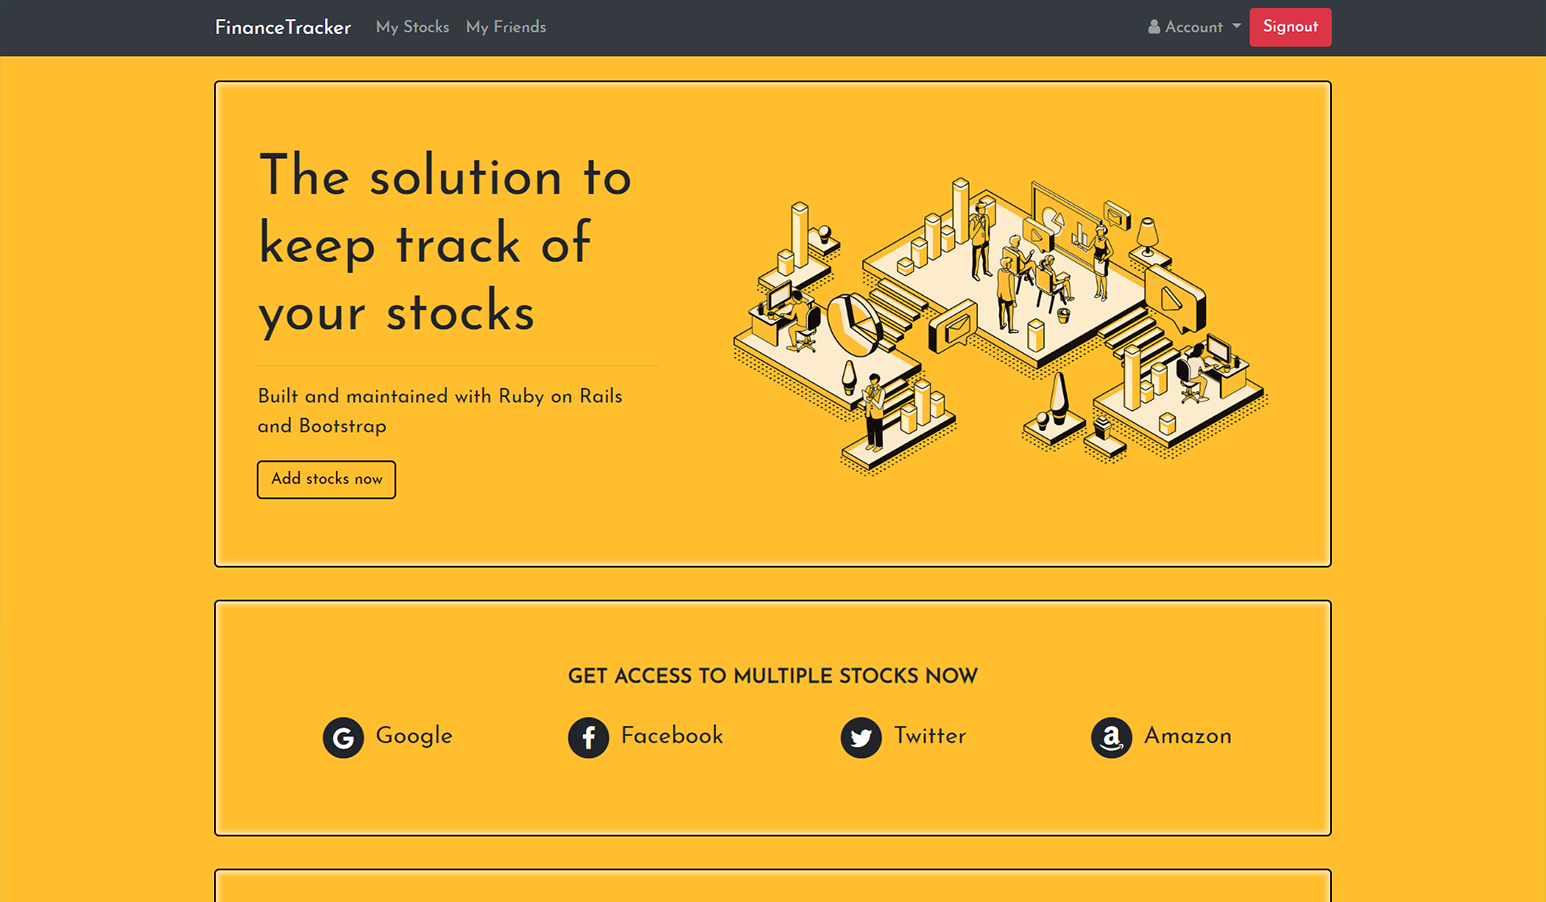 FinanceTracker My Stocks My Friends Account Signout
The solution to
keep track of
your stocks
Built and maintained with Ruby on Rails
and Bootstrap
Add stocks now
GET ACCESS TO MULTIPLE STOCKS NOW
Google Facebook Twitter Amazon